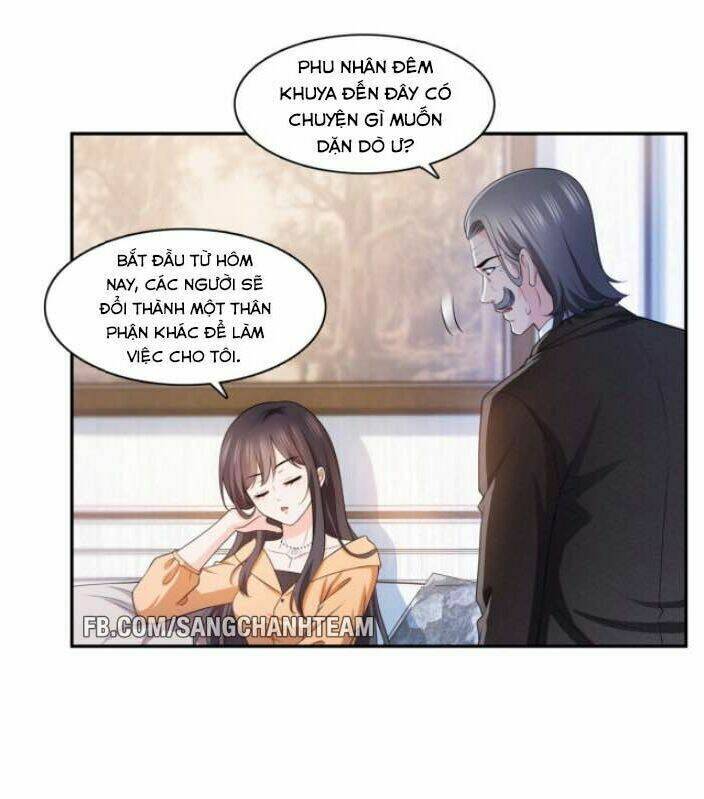 PHU NHÂN ĐÊM
KHUYA ĐẾN ĐÂY CÓ
CHUYỆN GÌ MUỐN
DẶN DÒ Ư?
BẮT ĐẦU TỪ HÔM
NAY, CÁC NGƯỜI SẼ
ĐỔI THÀNH MỘT THÂN
PHẬN KHÁC ĐỂ LÀM
VIỆC CHO TÔI.
FB.COM/SANGCHANHTEAM